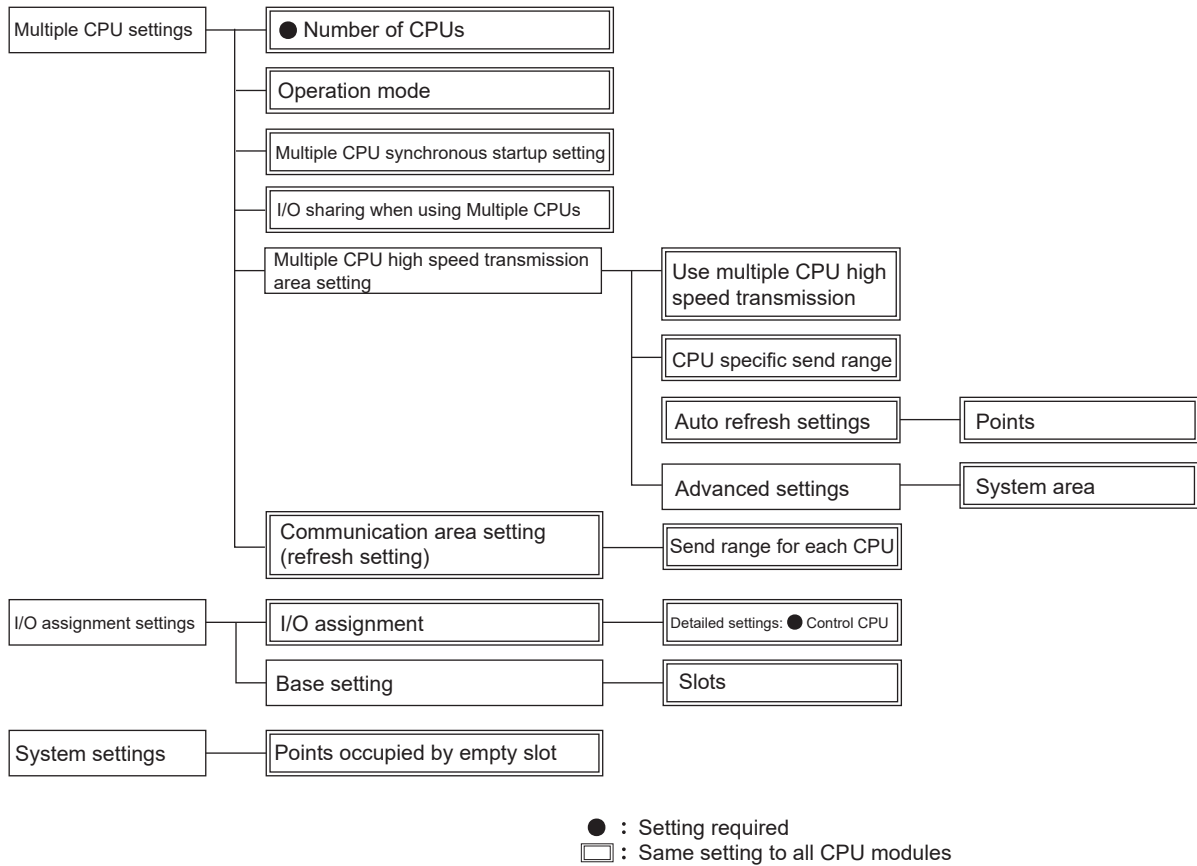 Multiple CPU settings
● Number of CPUs
Operation mode
Multiple CPU synchronous startup setting
I/O sharing when using Multiple CPUs
Multiple CPU high speed transmission
area setting
Use multiple CPU high
speed transmission
CPU specific send range
Auto refresh settings
Points
Advanced settings
System area
Communication area setting
(refresh setting)
Send range for each CPU
I/O assignment settings
I/O assignment
Detailed settings: ● Control CPU
Base setting
Slots
System settings
Points occupied by empty slot
● : Setting required
: Same setting to all CPU modules